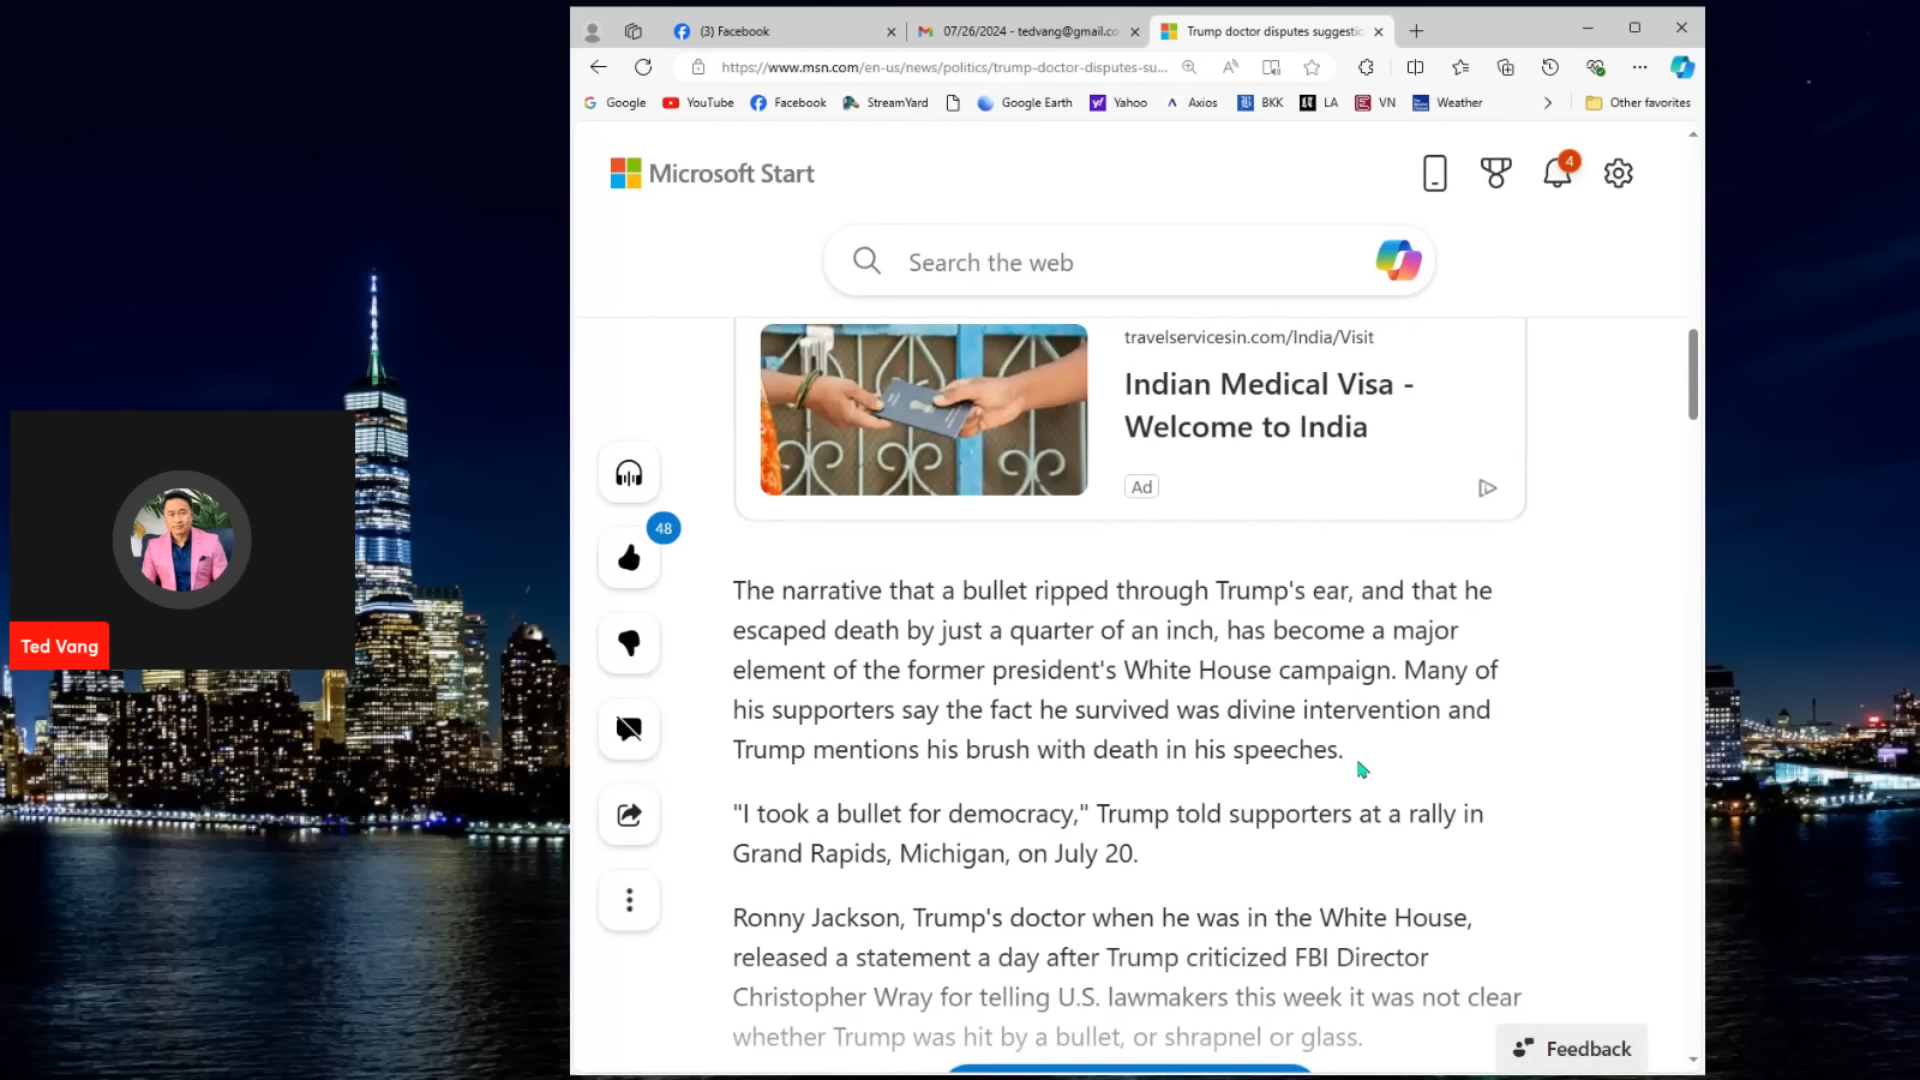 (3) Facebook
07/26/2024 - tedvang@gmail.co
Trump doctor disputes suggestic
https://www.msn.com/en-us/news/politics/trump-doctor-disputes-su...
Google
YouTube
Facebook
StreamYard
Google Earth
Yahoo
Axios
BKK
LA
VN
Weather
Other favorites
Microsoft Start
4
Search the web
travelservicesin.com/India/Visit
Indian Medical Visa -
Welcome to India
Ad
48
The narrative that a bullet ripped through Trump's ear, and that he
escaped death by just a quarter of an inch, has become a major
element of the former president's White House campaign. Many of
his supporters say the fact he survived was divine intervention and
Trump mentions his brush with death in his speeches.
"I took a bullet for democracy," Trump told supporters at a rally in
Grand Rapids, Michigan, on July 20.
Ronny Jackson, Trump's doctor when he was in the White House,
released a statement a day after Trump criticized FBI Director
Christopher Wray for telling U.S. lawmakers this week it was not clear
whether Trump was hit by a bullet, or shrapnel or glass.
Feedback
Ted Vang